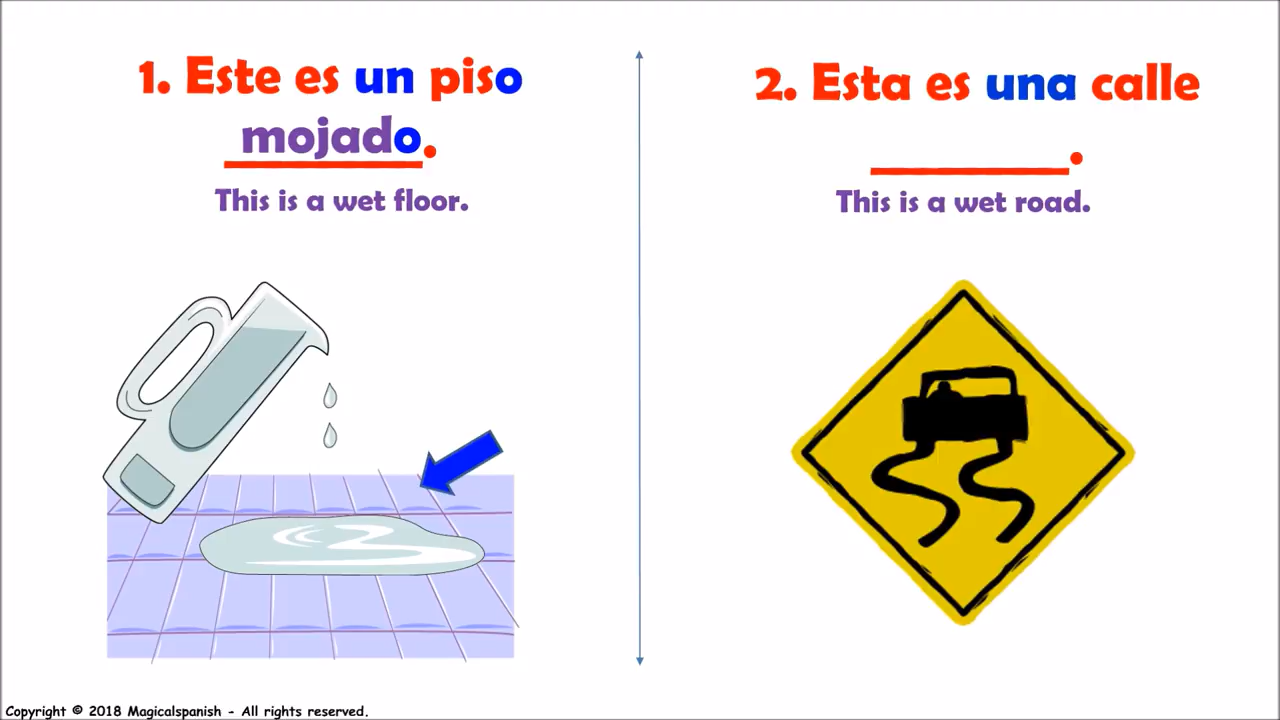 1. Este es un piso
mojado.
This is a wet floor.
2. Esta es una calle
__________.
This is a wet road.
Copyright © 2018 Magicalspanish - All rights reserved.